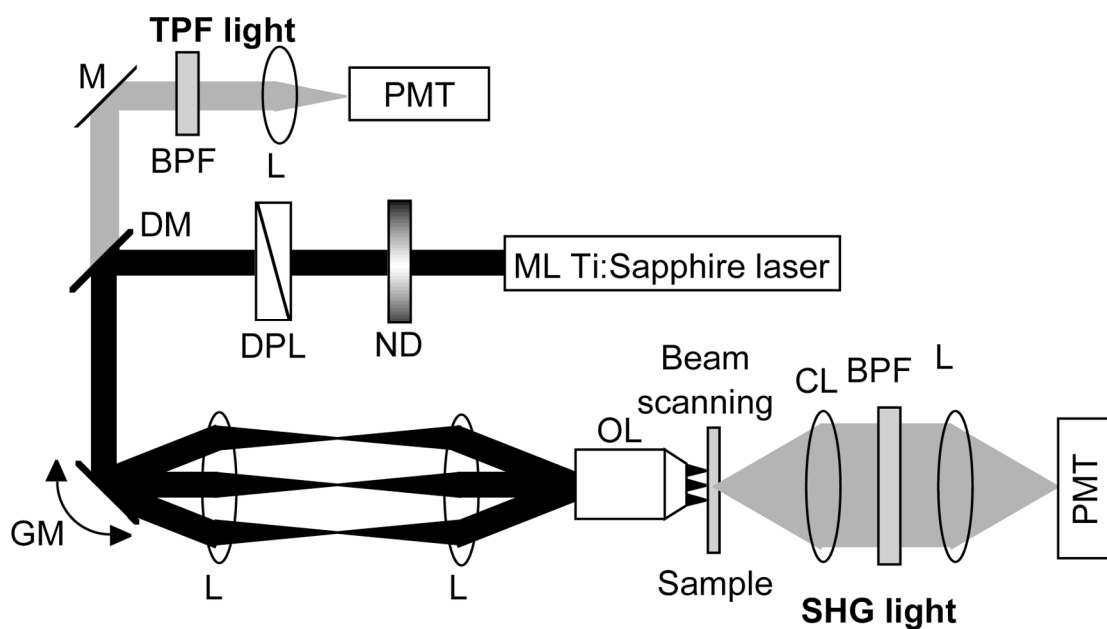 TPF light
M
PMT
BPF
L
DM
ML Ti:Sapphire laser
DPL
ND
Beam
scanning
CL
BPF
L
OL
PMT
GM
L
L
Sample
SHG light